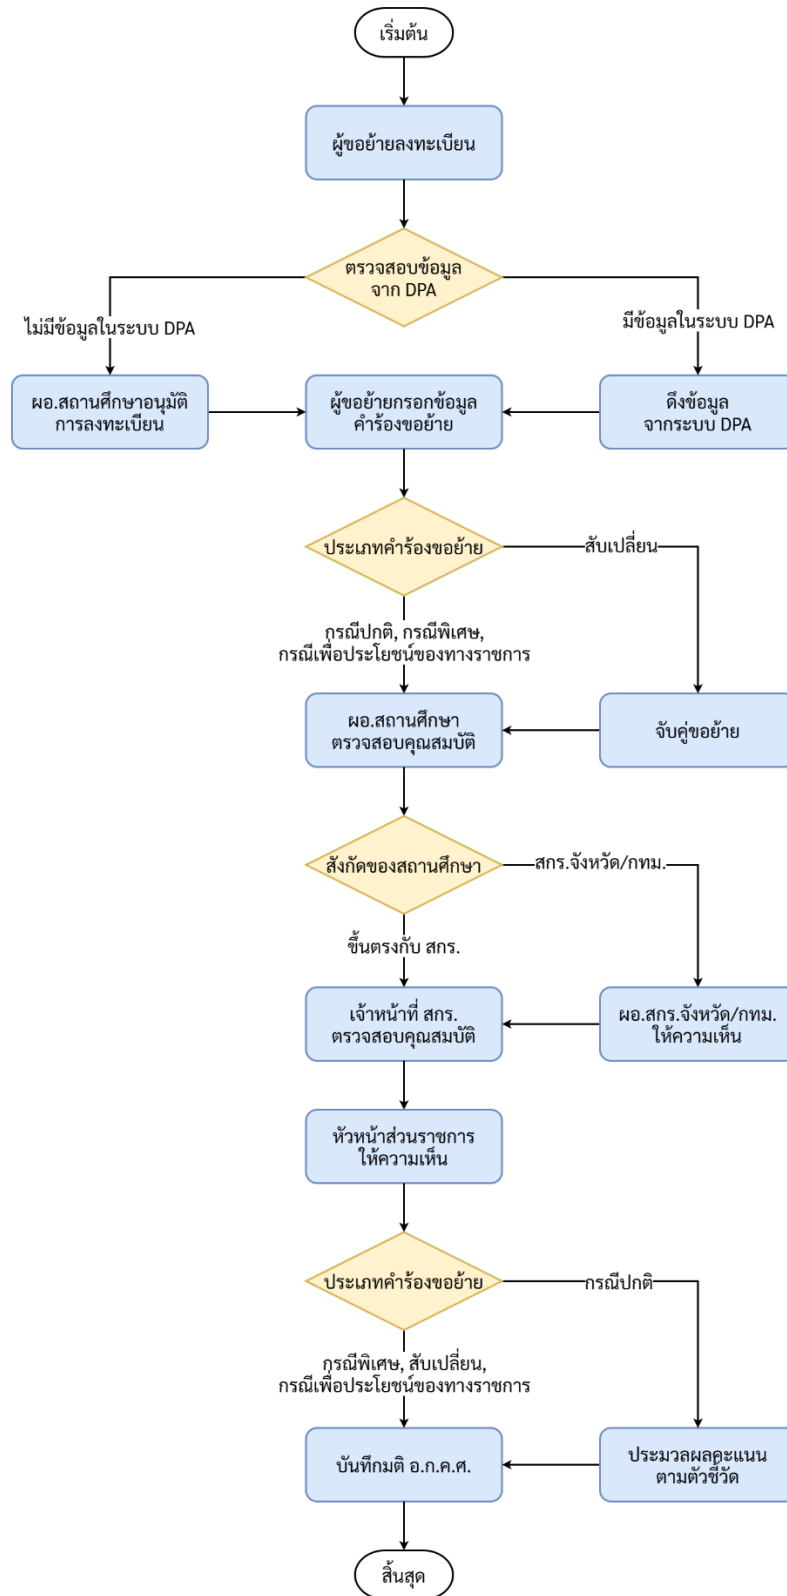 เริ่มต้น
ผู้ขอย้ายลงทะเบียน
ตรวจสอบข้อมูล
จาก DPA
ไม่มีข้อมูลในระบบ DPA
มีข้อมูลในระบบ DPA
ผอ.สถานศึกษาอนุมัติ
การลงทะเบียน
ผู้ขอย้ายกรอกข้อมูล
คำร้องขอย้าย
ดึงข้อมูล
จากระบบ DPA
ประเภทคำร้องขอย้าย
สับเปลี่ยน
กรณีปกติ, กรณีพิเศษ,
กรณีเพื่อประโยชน์ของทางราชการ
ผอ.สถานศึกษา
ตรวจสอบคุณสมบัติ
จับคู่ขอย้าย
สังกัดของสถานศึกษา
สกร.จังหวัด/กทม.
ขึ้นตรงกับ สกร.
เจ้าหน้าที่ สกร.
ตรวจสอบคุณสมบัติ
ผอ.สกร.จังหวัด/กทม.
ให้ความเห็น
หัวหน้าส่วนราชการ
ให้ความเห็น
ประเภทคำร้องขอย้าย
กรณีปกติ
กรณีพิเศษ, สับเปลี่ยน,
กรณีเพื่อประโยชน์ของทางราชการ
บันทึกมติ อ.ก.ค.ศ.
ประมวลผลคะแนน
ตามตัวชี้วัด
สิ้นสุด